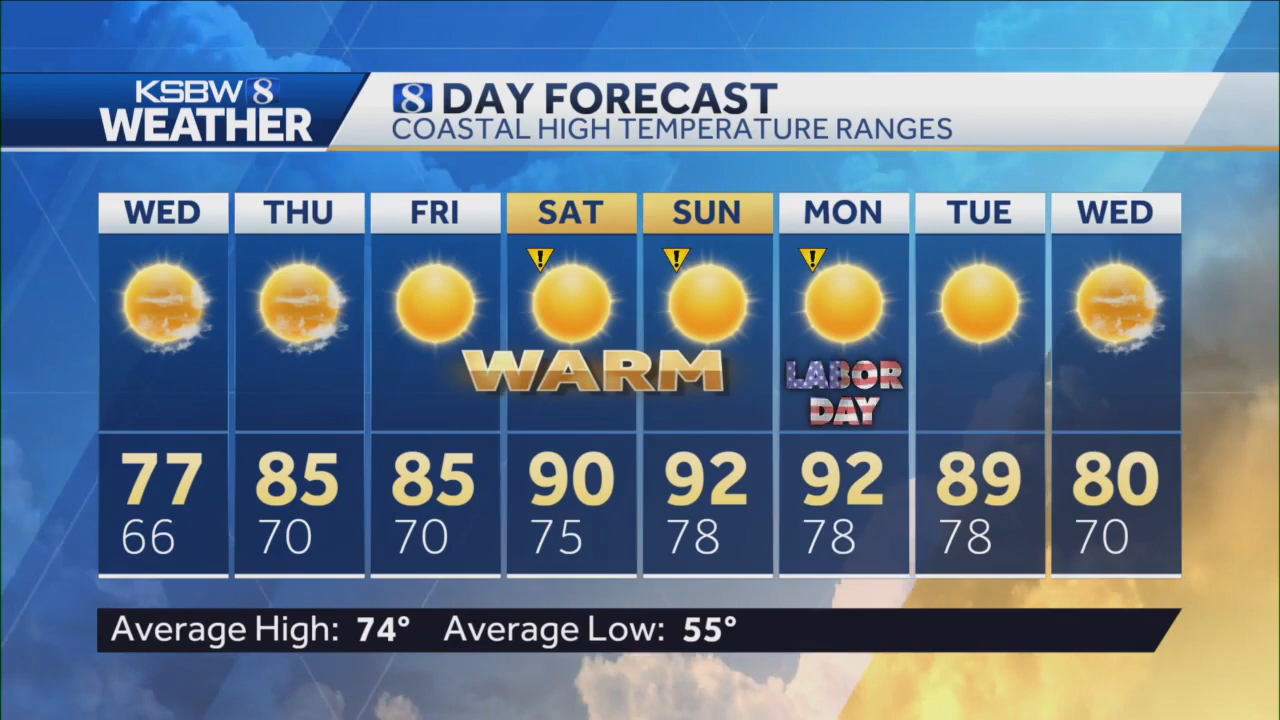 KSBW 8
WEATHER
8 DAY FORECAST
COASTAL HIGH TEMPERATURE RANGES
WED THU FRI SAT SUN MON TUE WED
! ! !
WARM
LABOR
DAY
77 85 85 90 92 92 89 80
66 70 70 75 78 78 78 70
Average High: 74° Average Low: 55°